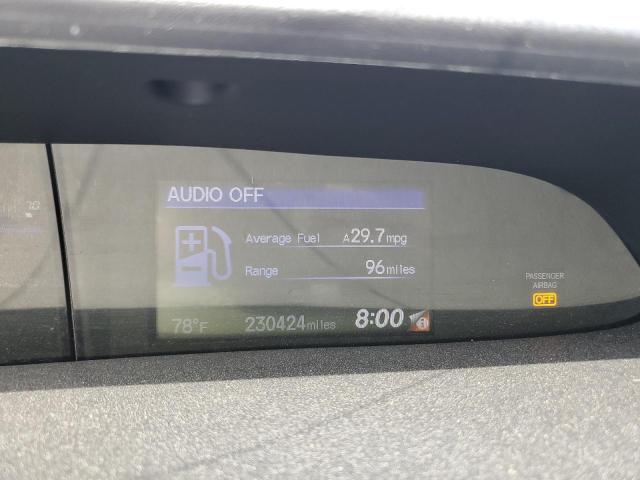 AUDIO OFF
Average Fuel A29.7mpg
Range 96miles
PASSENGER
AIRBAG
OFF
78°F 230424miles 8:00 i